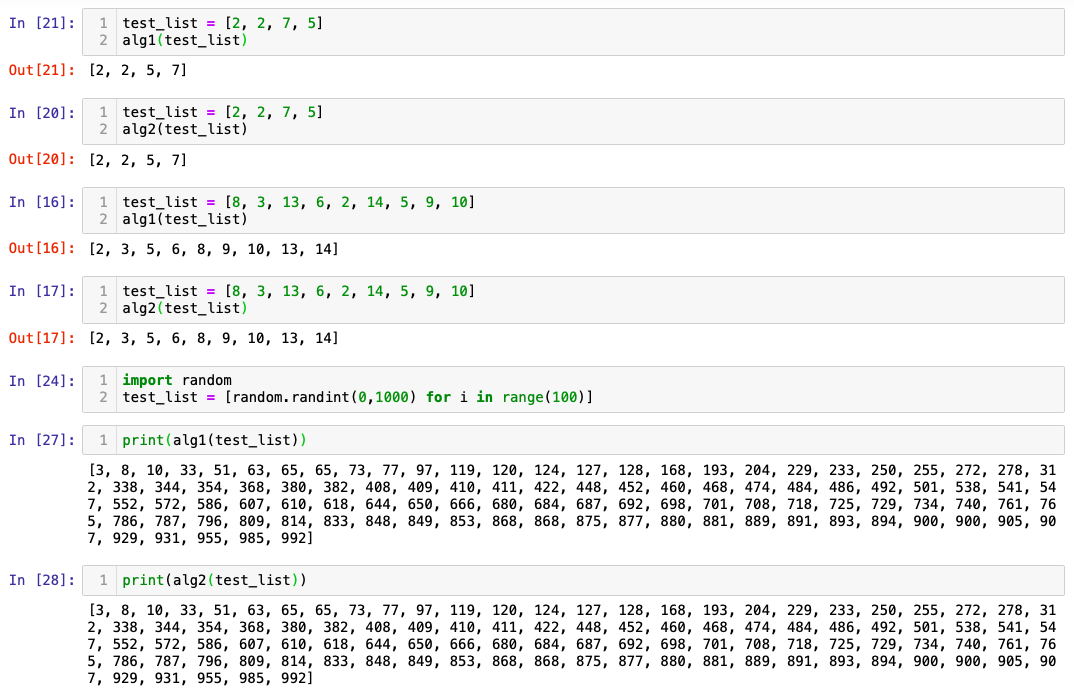 In [21]: 1 test_list = [2, 2, 7, 5]
2 alg1(test_list)
Out[21]: [2, 2, 5, 7]
In [20]: 1 test_list = [2, 2, 7, 5]
2 alg2(test_list)
Out[20]: [2, 2, 5, 7]
In [16]: 1 test_list = [8, 3, 13, 6, 2, 14, 5, 9, 10]
2 alg1(test_list)
Out[16]: [2, 3, 5, 6, 8, 9, 10, 13, 14]
In [17]: 1 test_list = [8, 3, 13, 6, 2, 14, 5, 9, 10]
2 alg2(test_list)
Out[17]: [2, 3, 5, 6, 8, 9, 10, 13, 14]
In [24]: 1 import random
2 test_list = [random.randint(0,1000) for i in range(100)]
In [27]: 1 print(alg1(test_list))
[3, 8, 10, 33, 51, 63, 65, 65, 73, 77, 97, 119, 120, 124, 127, 128, 168, 193, 204, 229, 233, 250, 255, 272, 278, 31
2, 338, 344, 354, 368, 380, 382, 408, 409, 410, 411, 422, 448, 452, 460, 468, 474, 484, 486, 492, 501, 538, 541, 54
7, 552, 572, 586, 607, 610, 618, 644, 650, 666, 680, 684, 687, 692, 698, 701, 708, 718, 725, 729, 734, 740, 761, 76
5, 786, 787, 796, 809, 814, 833, 848, 849, 853, 868, 868, 875, 877, 880, 881, 889, 891, 893, 894, 900, 900, 905, 90
7, 929, 931, 955, 985, 992]
In [28]: 1 print(alg2(test_list))
[3, 8, 10, 33, 51, 63, 65, 65, 73, 77, 97, 119, 120, 124, 127, 128, 168, 193, 204, 229, 233, 250, 255, 272, 278, 31
2, 338, 344, 354, 368, 380, 382, 408, 409, 410, 411, 422, 448, 452, 460, 468, 474, 484, 486, 492, 501, 538, 541, 54
7, 552, 572, 586, 607, 610, 618, 644, 650, 666, 680, 684, 687, 692, 698, 701, 708, 718, 725, 729, 734, 740, 761, 76
5, 786, 787, 796, 809, 814, 833, 848, 849, 853, 868, 868, 875, 877, 880, 881, 889, 891, 893, 894, 900, 900, 905, 90
7, 929, 931, 955, 985, 992]